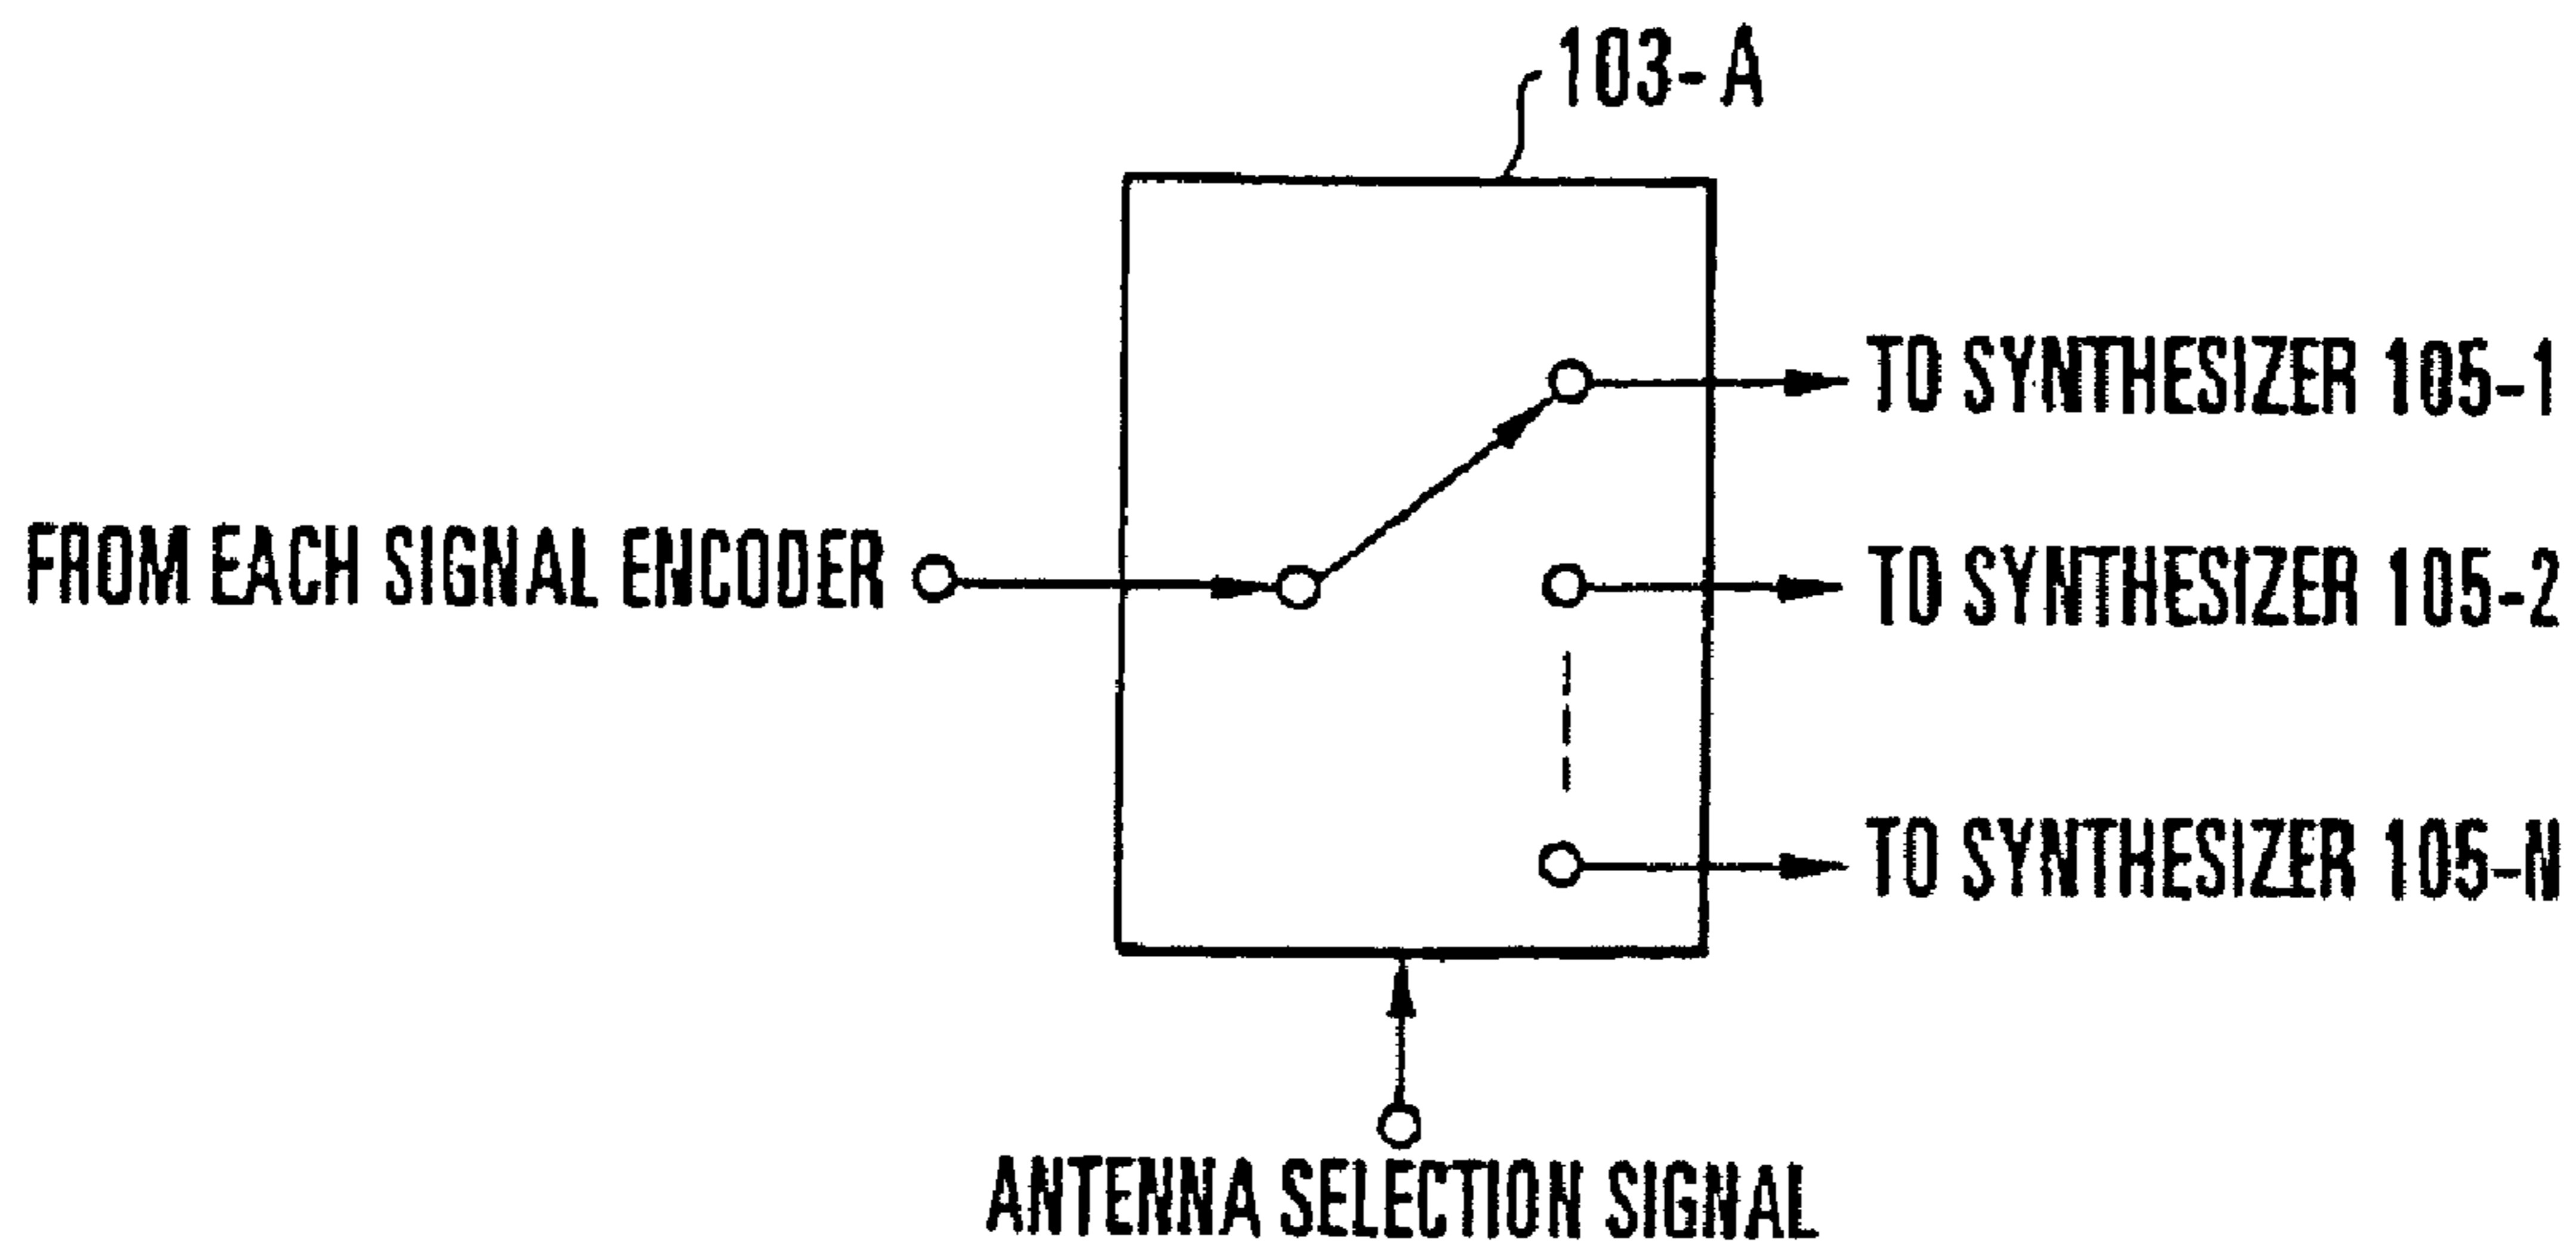 103-A
TO SYNTHESIZER 105-1
FROM EACH SIGNAL ENCODER
TO SYNTHESIZER 105-2
TO SYNTHESIZER 105-N
ANTENNA SELECTION SIGNAL